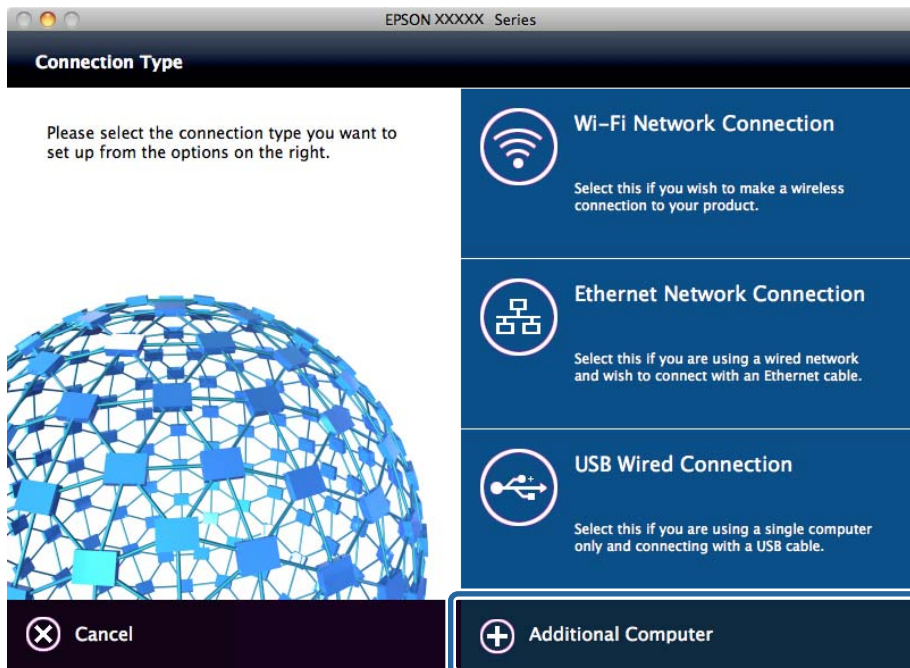 EPSON XXXXX Series
Connection Type
Please select the connection type you want to
set up from the options on the right.
Wi-Fi Network Connection
Select this if you wish to make a wireless
connection to your product.
Ethernet Network Connection
Select this if you are using a wired network
and wish to connect with an Ethernet cable.
USB Wired Connection
Select this if you are using a single computer
only and connecting with a USB cable.
Cancel
Additional Computer